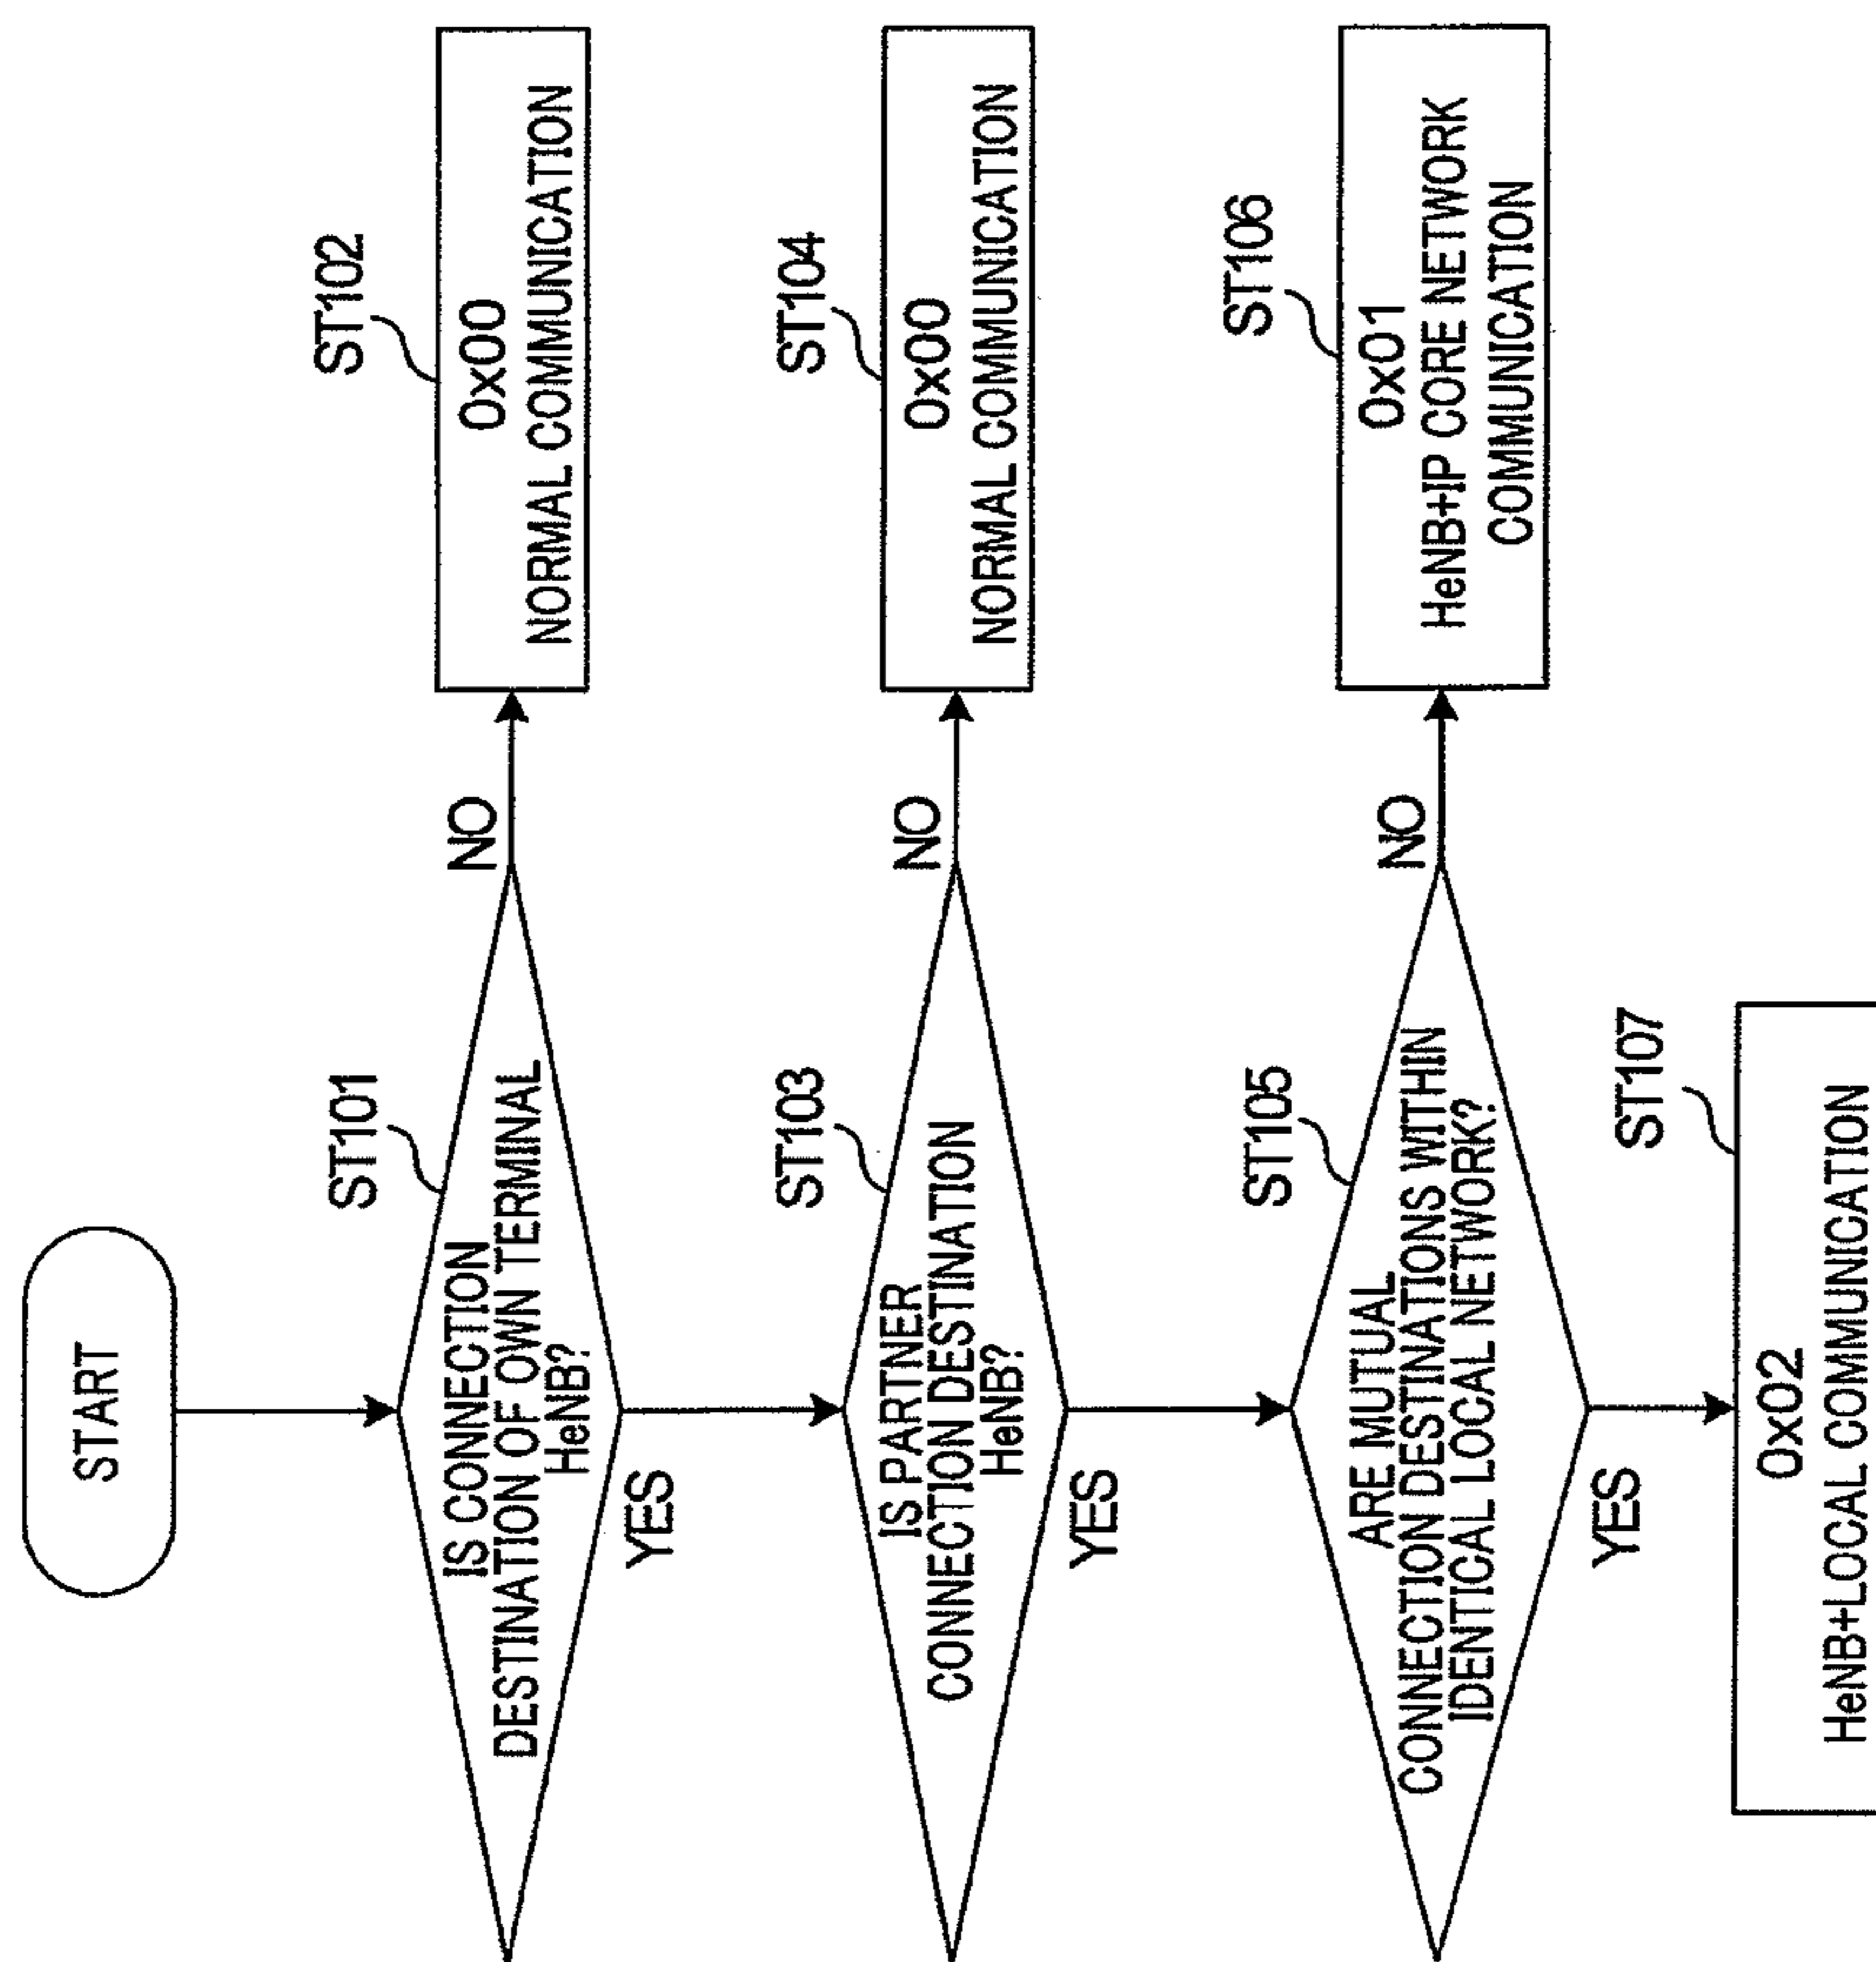 START
ST101
IS CONNECTION
DESTINATION OF OWN TERMINAL
HeNB?
NO
YES
ST102
0x00
NORMAL COMMUNICATION
ST103
IS PARTNER
CONNECTION DESTINATION
HeNB?
NO
YES
ST104
0x00
NORMAL COMMUNICATION
ST105
ARE MUTUAL
CONNECTION DESTINATIONS WITHIN
IDENTICAL LOCAL NETWORK?
NO
YES
ST106
0x01
HeNB+IP CORE NETWORK
COMMUNICATION
ST107
0x02
HeNB+LOCAL COMMUNICATION